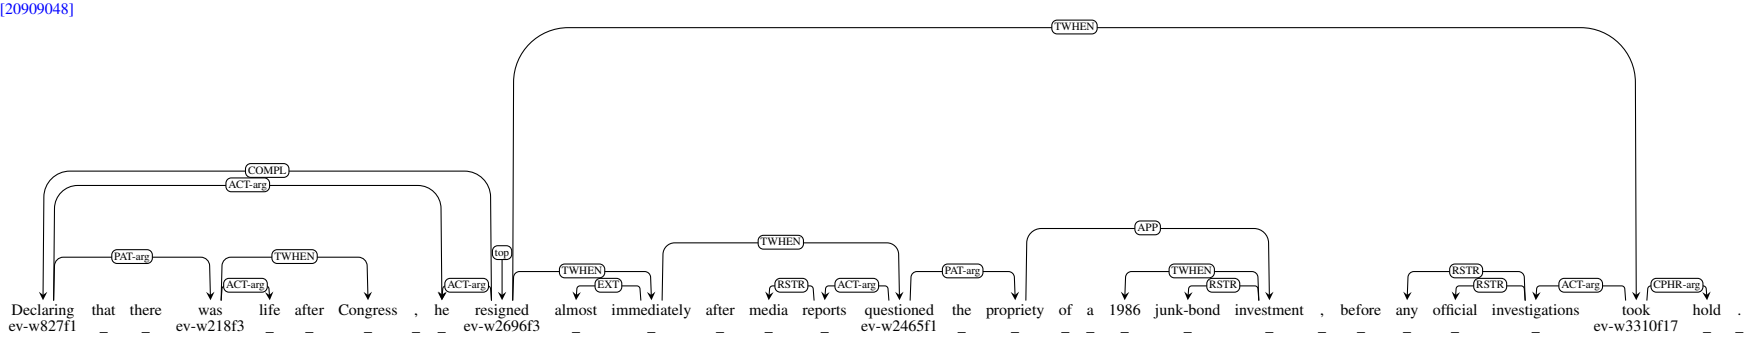 [20909048]
TWHEN
COMPL
ACT-arg
APP
TWHEN
top
PAT-arg TWHEN
TWHEN PAT-arg TWHEN RSTR
ACT-arg ACT-arg EXT RSTR ACT-arg RSTR RSTR ACT-arg CPHR-arg
Declaring that there was life after Congress , he resigned almost immediately after media reports questioned the propriety of a 1986 junk-bond investment , before any official investigations took hold .
ev-w827f1 _ _ ev-w218f3 _ _ _ _ _ ev-w2696f3 _ _ _ _ _ ev-w2465f1 _ _ _ _ _ _ _ _ _ _ _ _ ev-w3310f17 _ _